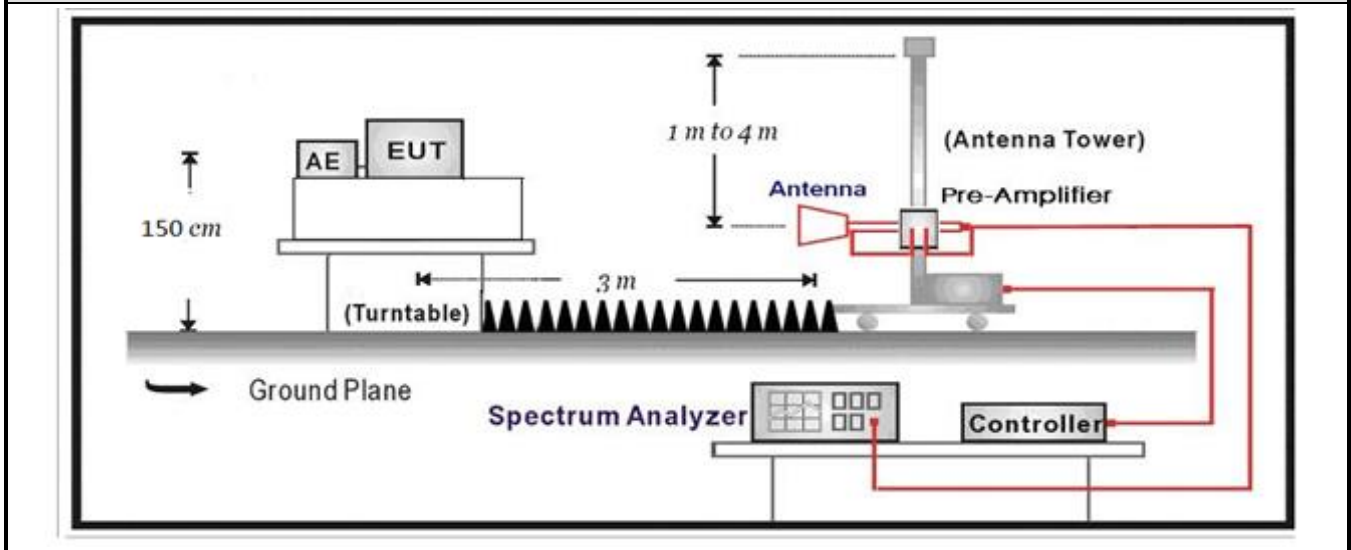 1 m to 4 m
(Antenna Tower)
AE
EUT
Antenna
Pre-Amplifier
150 cm
3 m
(Turntable)
Ground Plane
Spectrum Analyzer
Controller